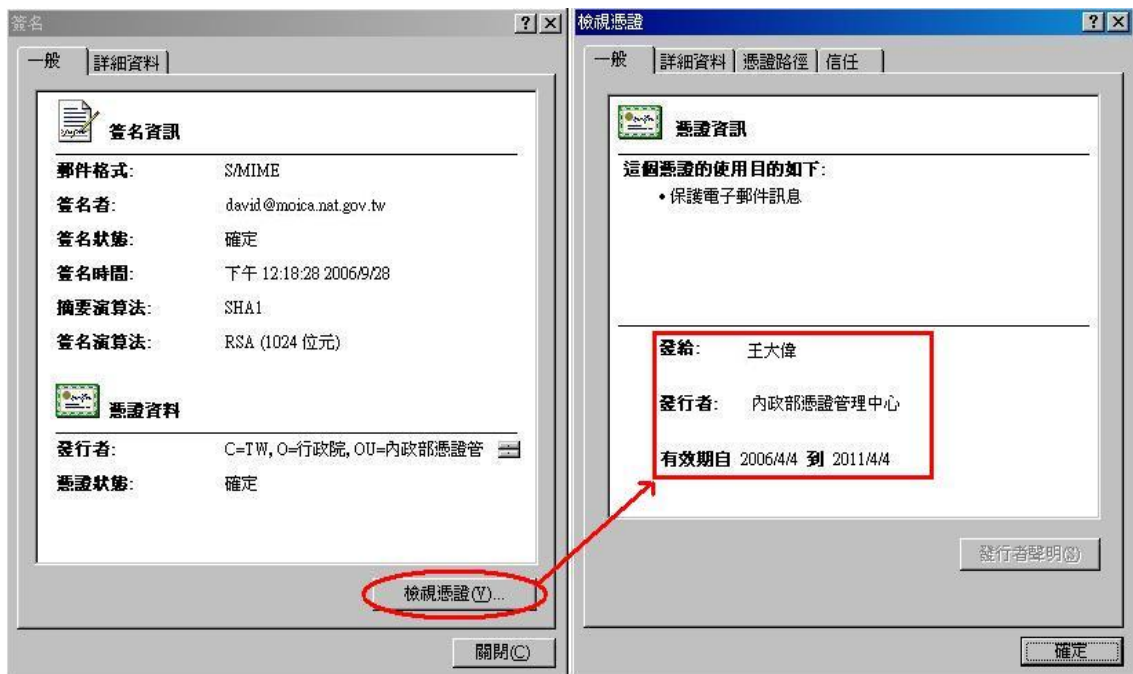 簽名
一般 詳細資料
簽名資訊
郵件格式: S/MIME
簽名者: david@moica.nat.gov.tw
簽名狀態: 確定
簽名時間: 下午 12:18:28 2006/9/28
摘要演算法: SHA1
簽名演算法: RSA (1024 位元)
憑證資料
發行者: C=TW, O=行政院, OU=內政部憑證管
憑證狀態: 確定
檢視憑證(V)...
關閉(C)
檢視憑證
一般 詳細資料 憑證路徑 信任
憑證資訊
這個憑證的使用目的如下:
•保護電子郵件訊息
發給: 王大偉
發行者: 內政部憑證管理中心
有效期自 2006/4/4 到 2011/4/4
發行者聲明(S)
確定